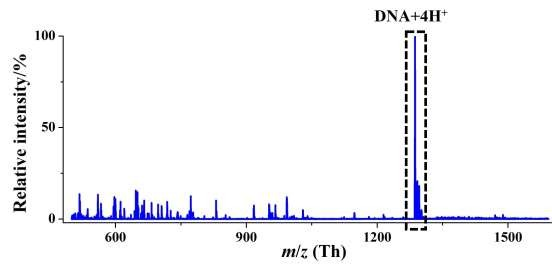 DNA+4H⁺
100
50
0
Relative intensity/%
600 900 1200 1500
m/z (Th)